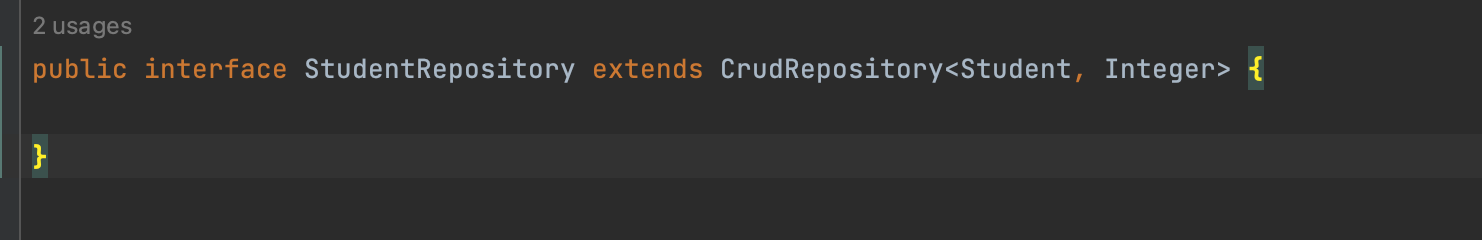 2 usages
public interface StudentRepository extends CrudRepository<Student, Integer> {
}